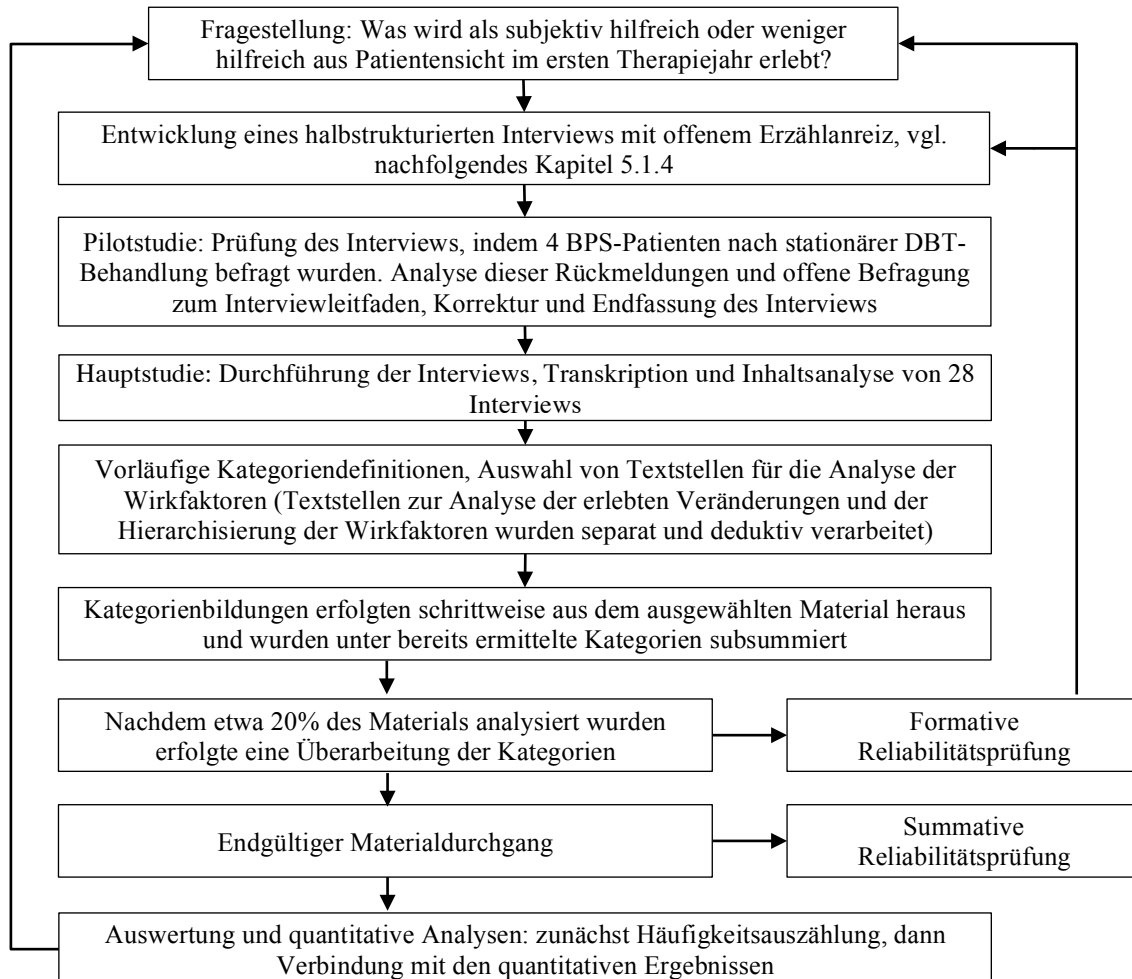 Fragestellung: Was wird als subjektiv hilfreich oder weniger
hilfreich aus Patientensicht im ersten Therapiejahr erlebt?
Entwicklung eines halbstrukturierten Interviews mit offenem Erzählanreiz, vgl.
nachfolgendes Kapitel 5.1.4
Pilotstudie: Prüfung des Interviews, indem 4 BPS-Patienten nach stationärer DBT-
Behandlung befragt wurden. Analyse dieser Rückmeldungen und offene Befragung
zum Interviewleitfaden, Korrektur und Endfassung des Interviews
Hauptstudie: Durchführung der Interviews, Transkription und Inhaltsanalyse von 28
Interviews
Vorläufige Kategoriendefinitionen, Auswahl von Textstellen für die Analyse der
Wirkfaktoren (Textstellen zur Analyse der erlebten Veränderungen und der
Hierarchisierung der Wirkfaktoren wurden separat und deduktiv verarbeitet)
Kategorienbildungen erfolgten schrittweise aus dem ausgewählten Material heraus
und wurden unter bereits ermittelte Kategorien subsummiert
Nachdem etwa 20% des Materials analysiert wurden
erfolgte eine Überarbeitung der Kategorien
Formative
Reliabilitätsprüfung
Endgültiger Materialdurchgang
Summative
Reliabilitätsprüfung
Auswertung und quantitative Analysen: zunächst Häufigkeitsauszählung, dann
Verbindung mit den quantitativen Ergebnissen